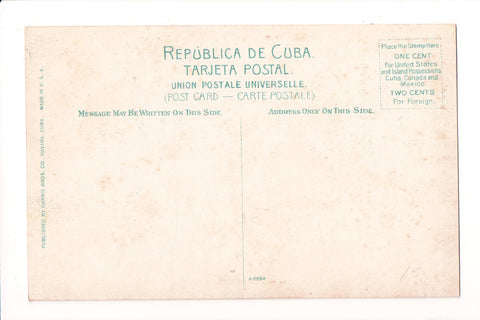 REPÚBLICA DE CUBA.
TARJETA POSTAL.
UNION POSTALE UNIVERSELLE.
(POST CARD — CARTE POSTALE)
MESSAGE MAY BE WRITTEN ON THIS SIDE.
ADDRESS ONLY ON THIS SIDE.
Place the Stamp Here
ONE CENT
For United States
and Island Possessions
Cuba, Canada and
Mexico.
TWO CENTS
For Foreign.
PUBLISHED BY HARRIS BROS. CO., HAVANA, CUBA. MADE IN U. S. A.
15